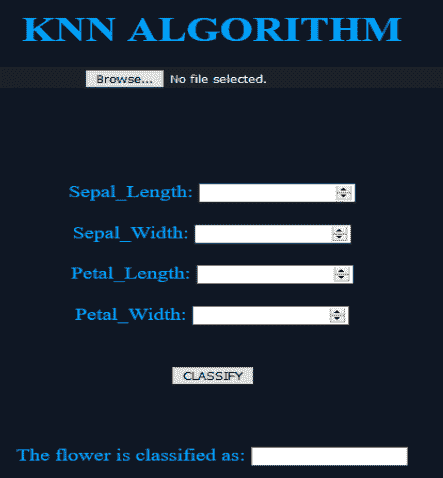 KNN ALGORITHM
Browse... No file selected.
Sepal_Length:
Sepal_Width:
Petal_Length:
Petal_Width:
CLASSIFY
The flower is classified as: